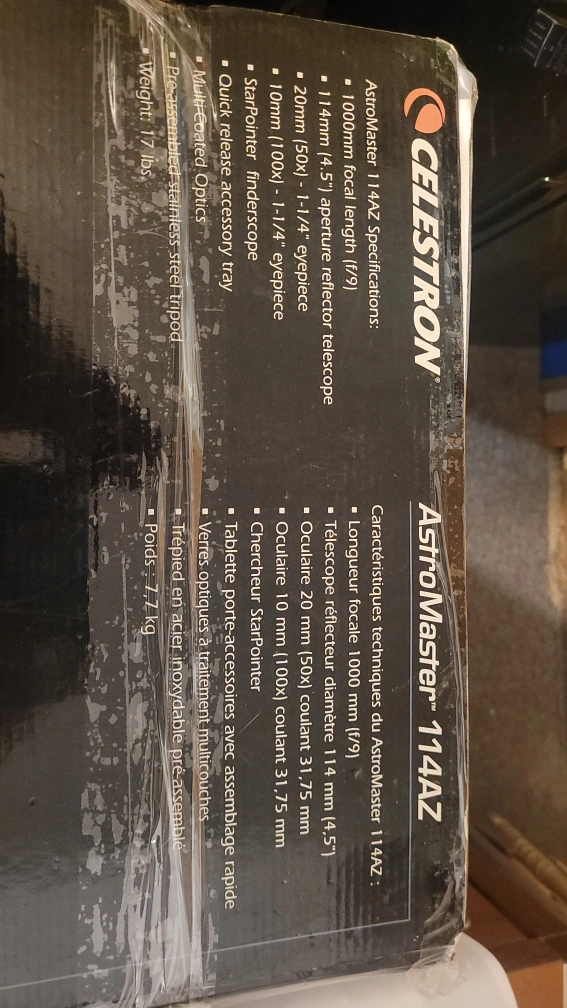 CELESTRON®
AstroMaster™ 114AZ
AstroMaster 114AZ Specifications:
▪ 1000mm focal length (f/9)
▪ 114mm (4.5") aperture reflector telescope
▪ 20mm (50x) - 1-1/4" eyepiece
▪ 10mm (100x) - 1-1/4" eyepiece
▪ StarPointer finderscope
▪ Quick release accessory tray
▪ Multi-Coated Optics
▪ Pre-assembled stainless steel tripod
▪ Weight: 17 lbs.
Caractéristiques techniques du AstroMaster 114AZ :
▪ Longueur focale 1000 mm (f/9)
▪ Télescope réflecteur diamètre 114 mm (4,5")
▪ Oculaire 20 mm (50x) coulant 31,75 mm
▪ Oculaire 10 mm (100x) coulant 31,75 mm
▪ Chercheur StarPointer
▪ Tablette porte-accessoires avec assemblage rapide
▪ Verres optiques à traitement multicouches
▪ Trépied en acier inoxydable pré-assemblé
▪ Poids : 7,7 kg